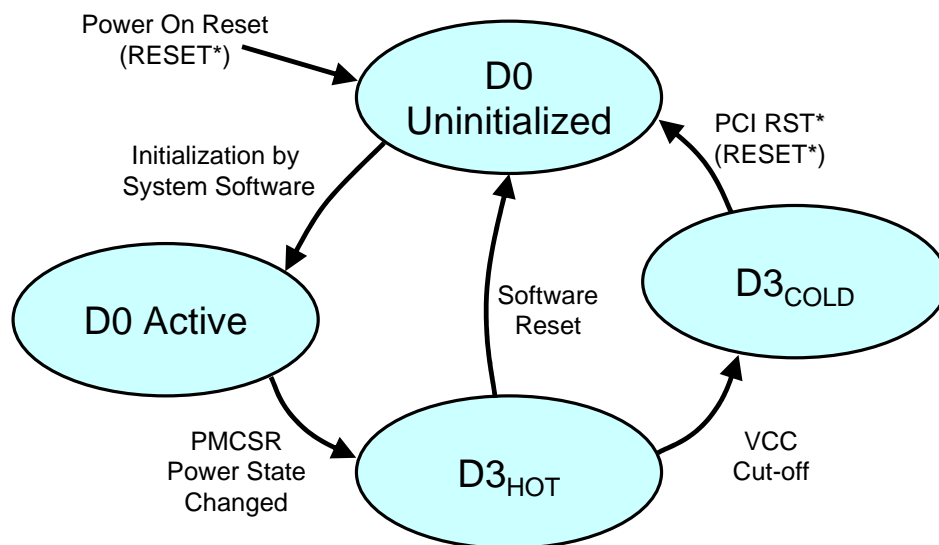 Power On Reset
(RESET*)
D0
Uninitialized
PCI RST*
(RESET*)
Initialization by
System Software
D0 Active
Software
Reset
D3COLD
PMCSR
Power State
Changed
D3HOT
VCC
Cut-off